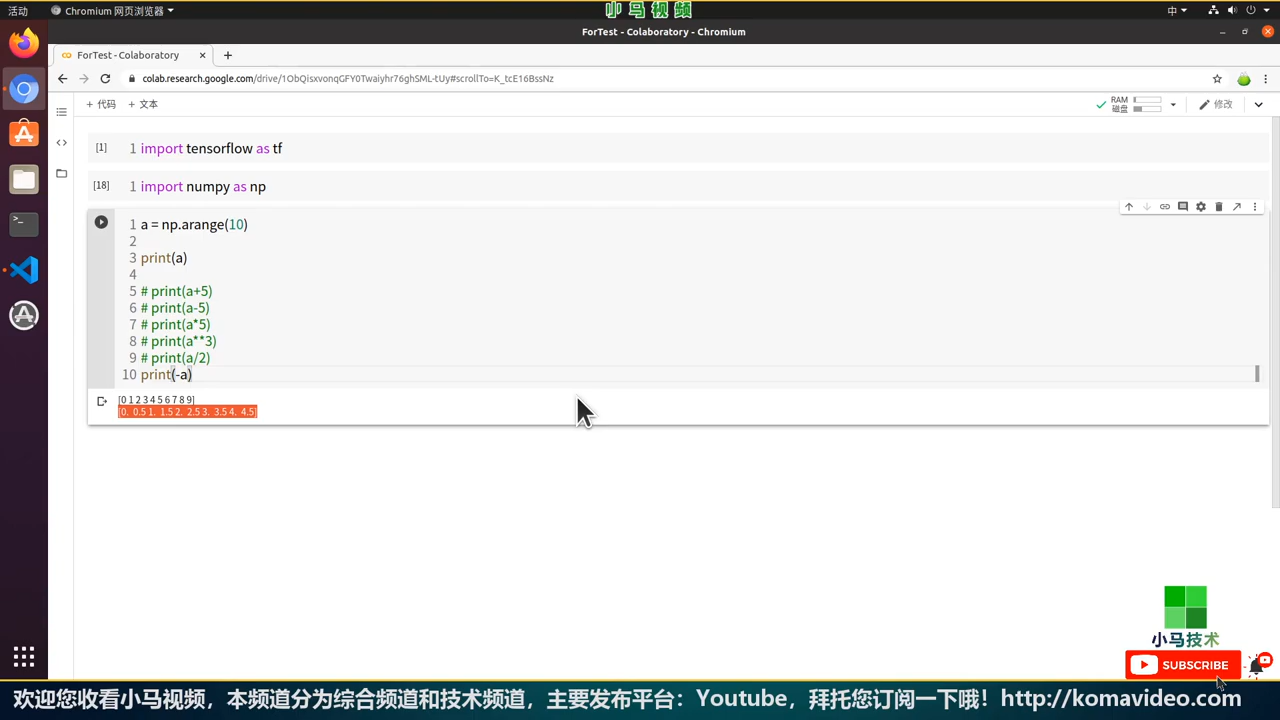 活动
Chromium 网页浏览器
小马视频
中
ForTest - Colaboratory - Chromium
ForTest - Colaboratory
colab.research.google.com/drive/1ObQisxvonqGFY0Twaiyhr76ghSML-tUy#scrollTo=K_tcE16BssNz
+ 代码 + 文本
RAM
磁盘
修改
[1] 1 import tensorflow as tf
[18] 1 import numpy as np
1 a = np.arange(10)
2
3 print(a)
4
5 # print(a+5)
6 # print(a-5)
7 # print(a*5)
8 # print(a**3)
9 # print(a/2)
10 print(-a)
[0 1 2 3 4 5 6 7 8 9]
[0. 0.5 1. 1.5 2. 2.5 3. 3.5 4. 4.5]
小马技术
SUBSCRIBE
欢迎您收看小马视频，本频道分为综合频道和技术频道，主要发布平台：Youtube，拜托您订阅一下哦！http://komavideo.com